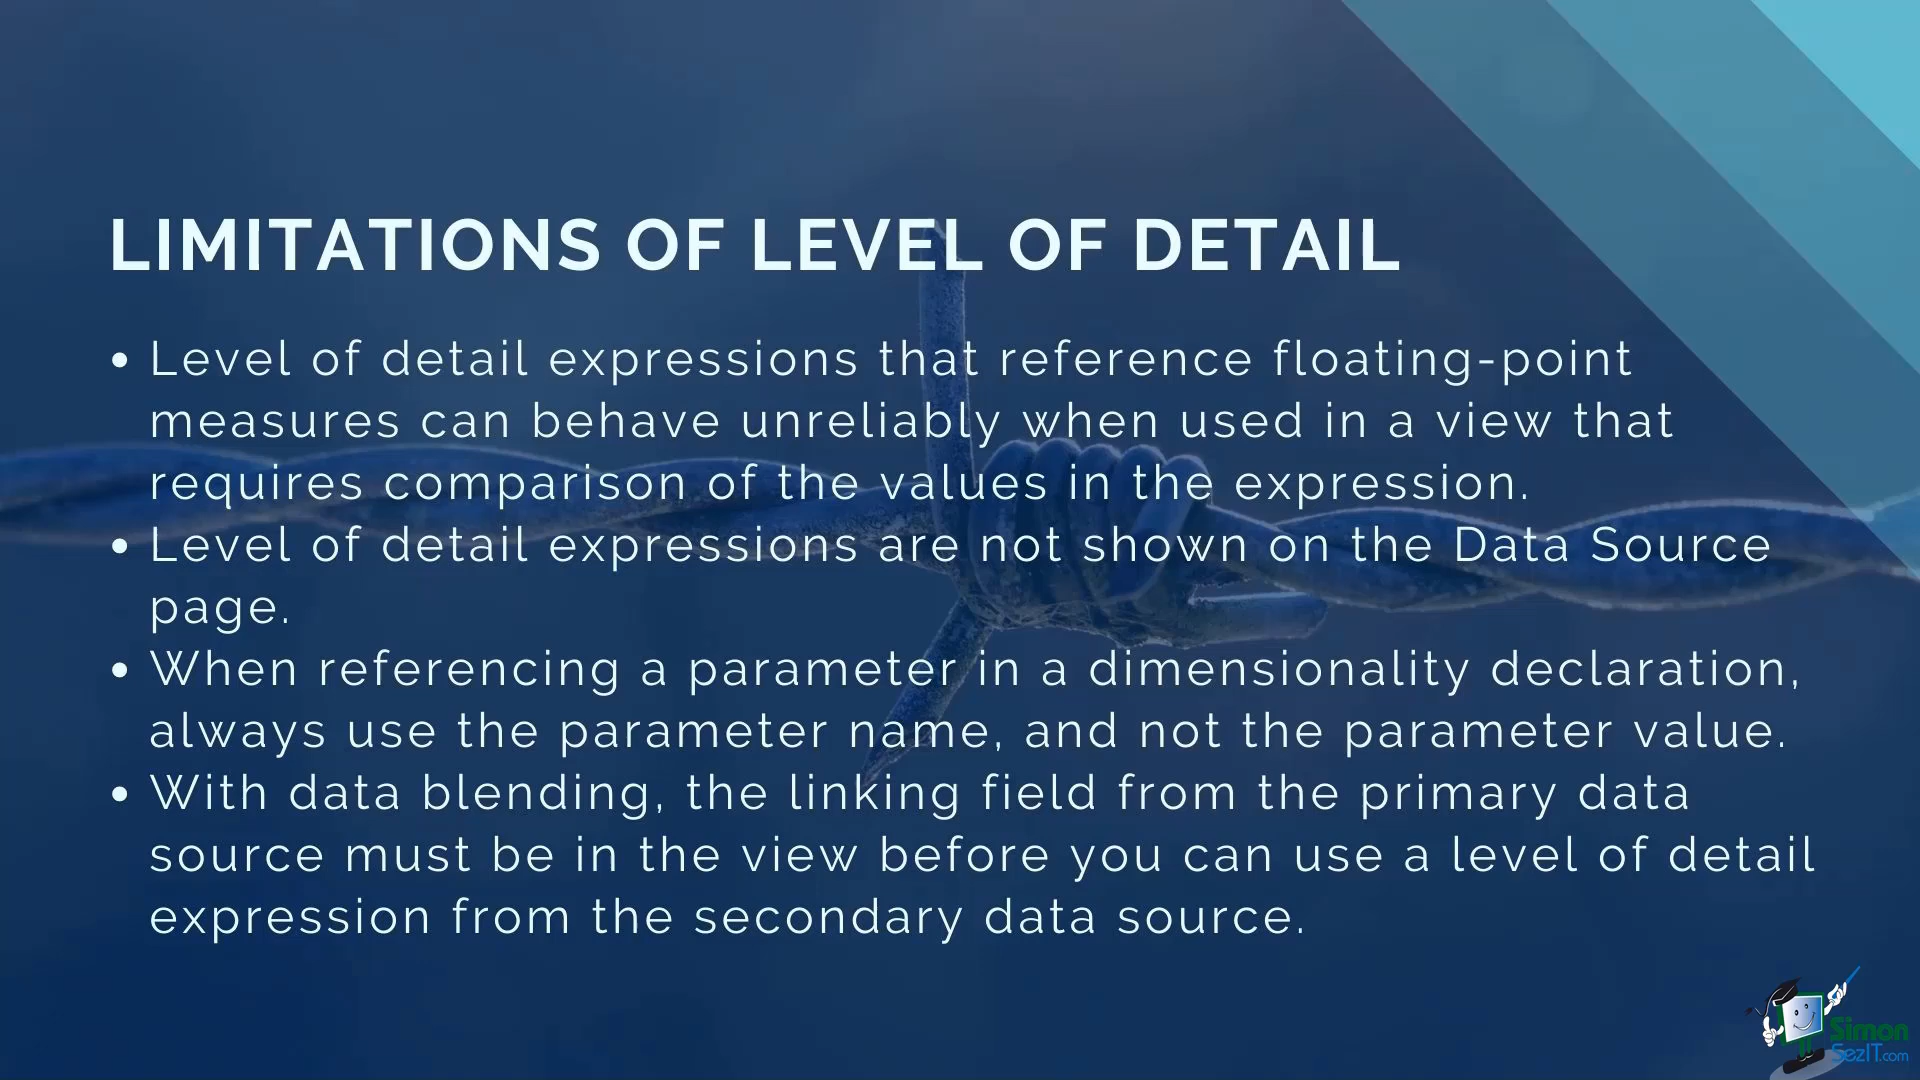 LIMITATIONS OF LEVEL OF DETAIL
• Level of detail expressions that reference floating-point
measures can behave unreliably when used in a view that
requires comparison of the values in the expression.
• Level of detail expressions are not shown on the Data Source
page.
• When referencing a parameter in a dimensionality declaration,
always use the parameter name, and not the parameter value.
• With data blending, the linking field from the primary data
source must be in the view before you can use a level of detail
expression from the secondary data source.
Simon
SezIT.com